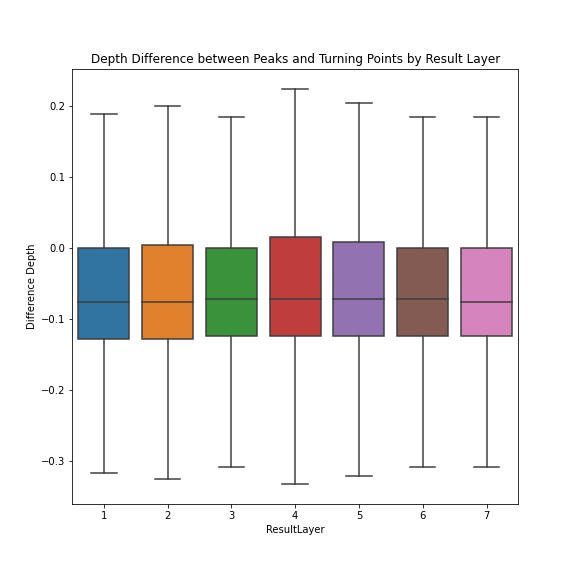 Depth Difference between Peaks and Turning Points by Result Layer
0.2
0.1
0.0
−0.1
−0.2
−0.3
Difference Depth
1 2 3 4 5 6 7
ResultLayer